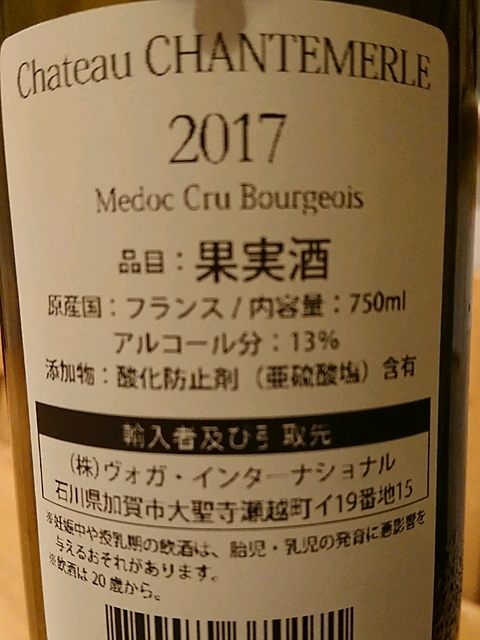 Chateau CHANTEMERLE
2017
Medoc Cru Bourgeois
品目：果実酒
原産国：フランス / 内容量：750ml
アルコール分：13%
添加物：酸化防止剤（亜硫酸塩）含有
輸入者及び引取元
(株)ヴォガ・インターナショナル
石川県加賀市大聖寺瀬越町イ19番地15
※妊娠中や授乳期の飲酒は、胎児・乳児の発育に悪影響を
与えるおそれがあります。
※飲酒は20歳から。